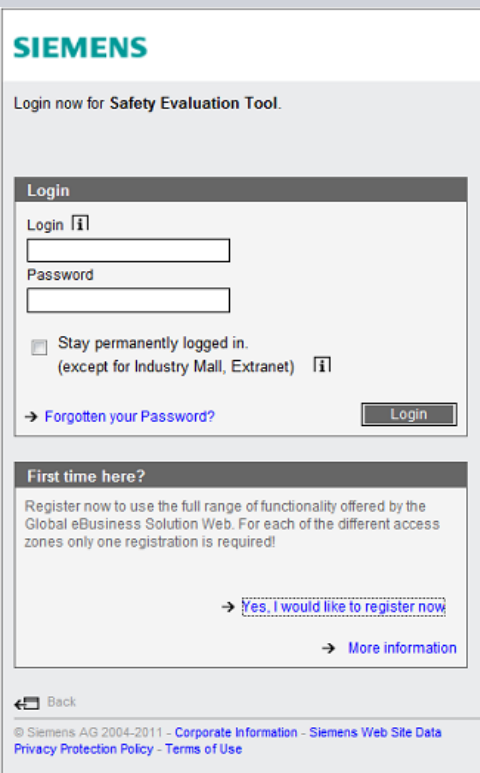 SIEMENS
Login now for Safety Evaluation Tool.
Login
Login i
Password
Stay permanently logged in.
(except for Industry Mall, Extranet) i
→ Forgotten your Password?
Login
First time here?
Register now to use the full range of functionality offered by the
Global eBusiness Solution Web. For each of the different access
zones only one registration is required!
→ Yes, I would like to register now
→ More information
Back
© Siemens AG 2004-2011 - Corporate Information - Siemens Web Site Data
Privacy Protection Policy - Terms of Use